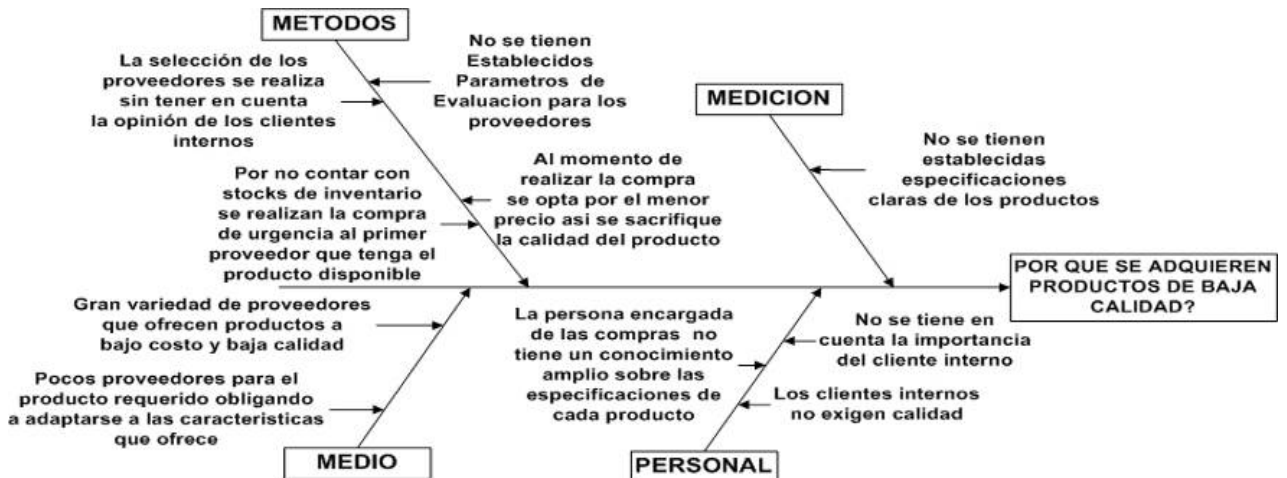 METODOS
La selección de los
proveedores se realiza
sin tener en cuenta
la opinión de los clientes
internos
No se tienen
Establecidos
Parametros de
Evaluacion para los
proveedores
Por no contar con
stocks de inventario
se realizan la compra
de urgencia al primer
proveedor que tenga el
producto disponible
Al momento de
realizar la compra
se opta por el menor
precio asi se sacrifique
la calidad del producto
MEDICION
No se tienen
establecidas
especificaciones
claras de los productos
POR QUE SE ADQUIEREN
PRODUCTOS DE BAJA
CALIDAD?
Gran variedad de proveedores
que ofrecen productos a
bajo costo y baja calidad
Pocos proveedores para el
producto requerido obligando
a adaptarse a las caracteristicas
que ofrece
MEDIO
La persona encargada
de las compras no
tiene un conocimiento
amplio sobre las
especificaciones de
cada producto
No se tiene en
cuenta la importancia
del cliente interno
Los clientes internos
no exigen calidad
PERSONAL